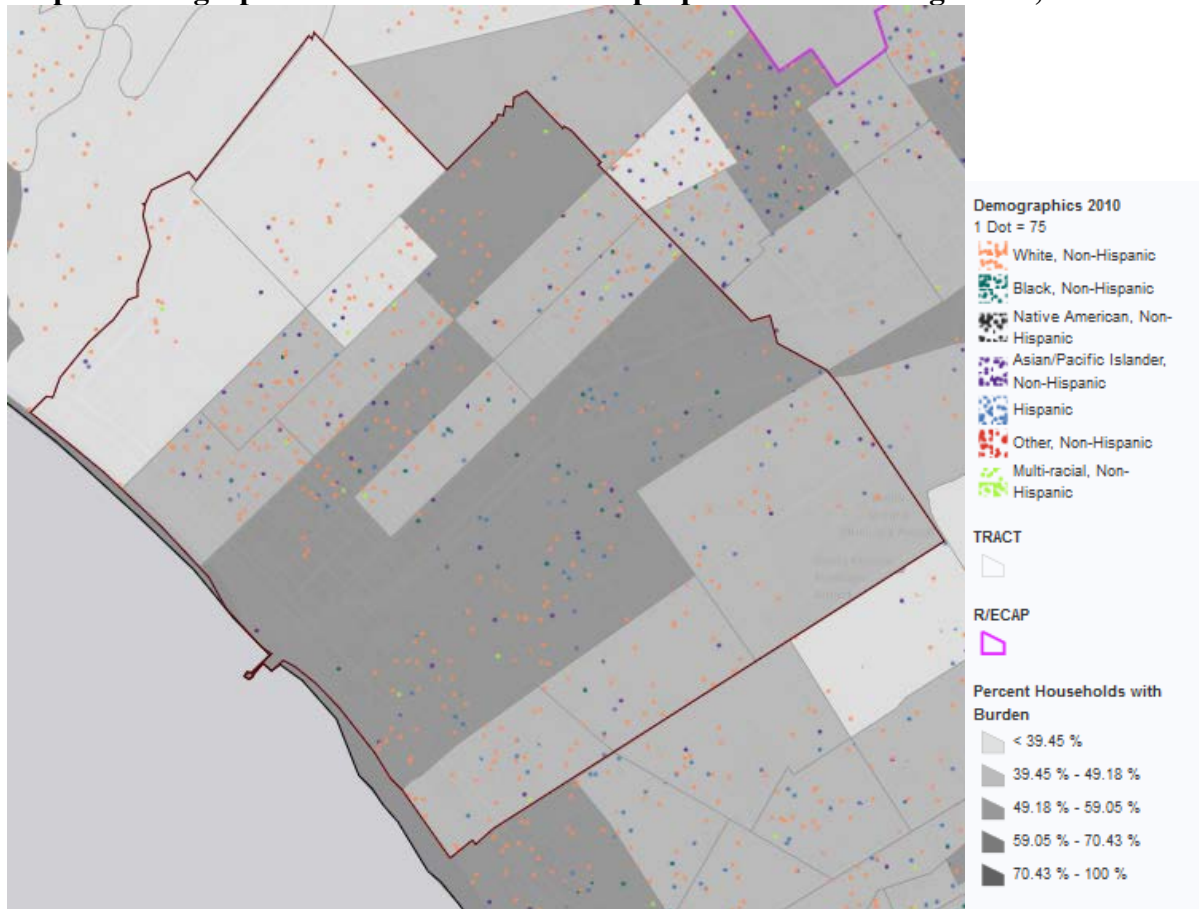 Demographics 2010
1 Dot = 75
White, Non-Hispanic
Black, Non-Hispanic
Native American, Non-
Hispanic
Asian/Pacific Islander,
Non-Hispanic
Hispanic
Other, Non-Hispanic
Multi-racial, Non-
Hispanic
TRACT
R/ECAP
Percent Households with
Burden
< 39.45 %
39.45 % - 49.18 %
49.18 % - 59.05 %
59.05 % - 70.43 %
70.43 % - 100 %